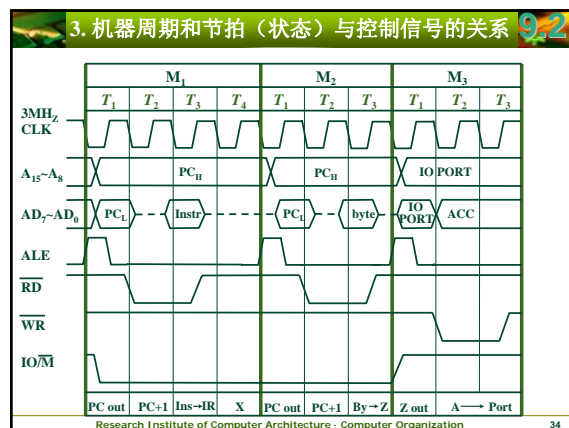 3. 机器周期和节拍（状态）与控制信号的关系 9.2
M1 M2 M3
T1 T2 T3 T4 T1 T2 T3 T1 T2 T3
3MHZ
CLK
A15~A8 PCH PCH IO PORT
AD7~AD0 PCL Instr PCL byte IO PORT ACC
ALE
RD
WR
IO/M
PC out PC+1 Ins→IR X PC out PC+1 By→Z Z out A → Port
Research Institute of Computer Architecture · Computer Organization 34